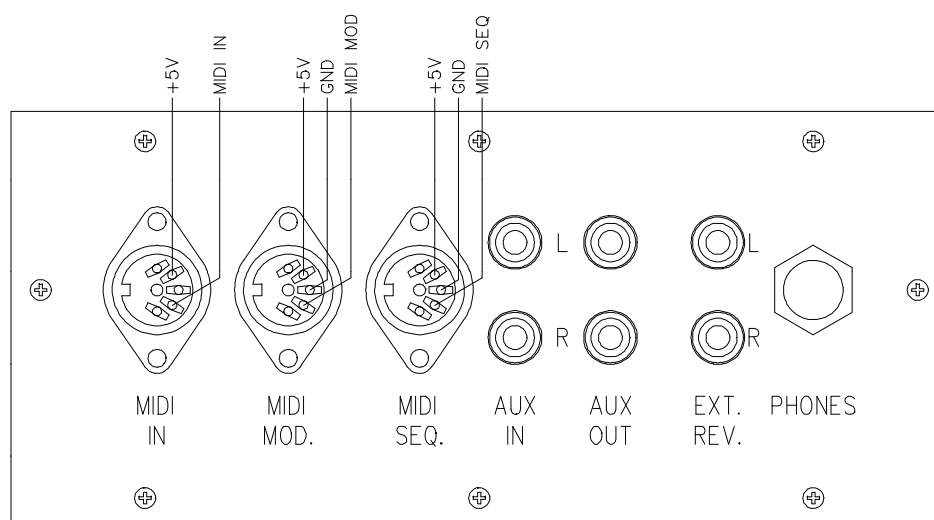 +5V
MIDI IN
+5V
GND
MIDI MOD
+5V
GND
MIDI SEQ
L
L
R
R
MIDI
IN
MIDI
MOD.
MIDI
SEQ.
AUX
IN
AUX
OUT
EXT.
REV.
PHONES